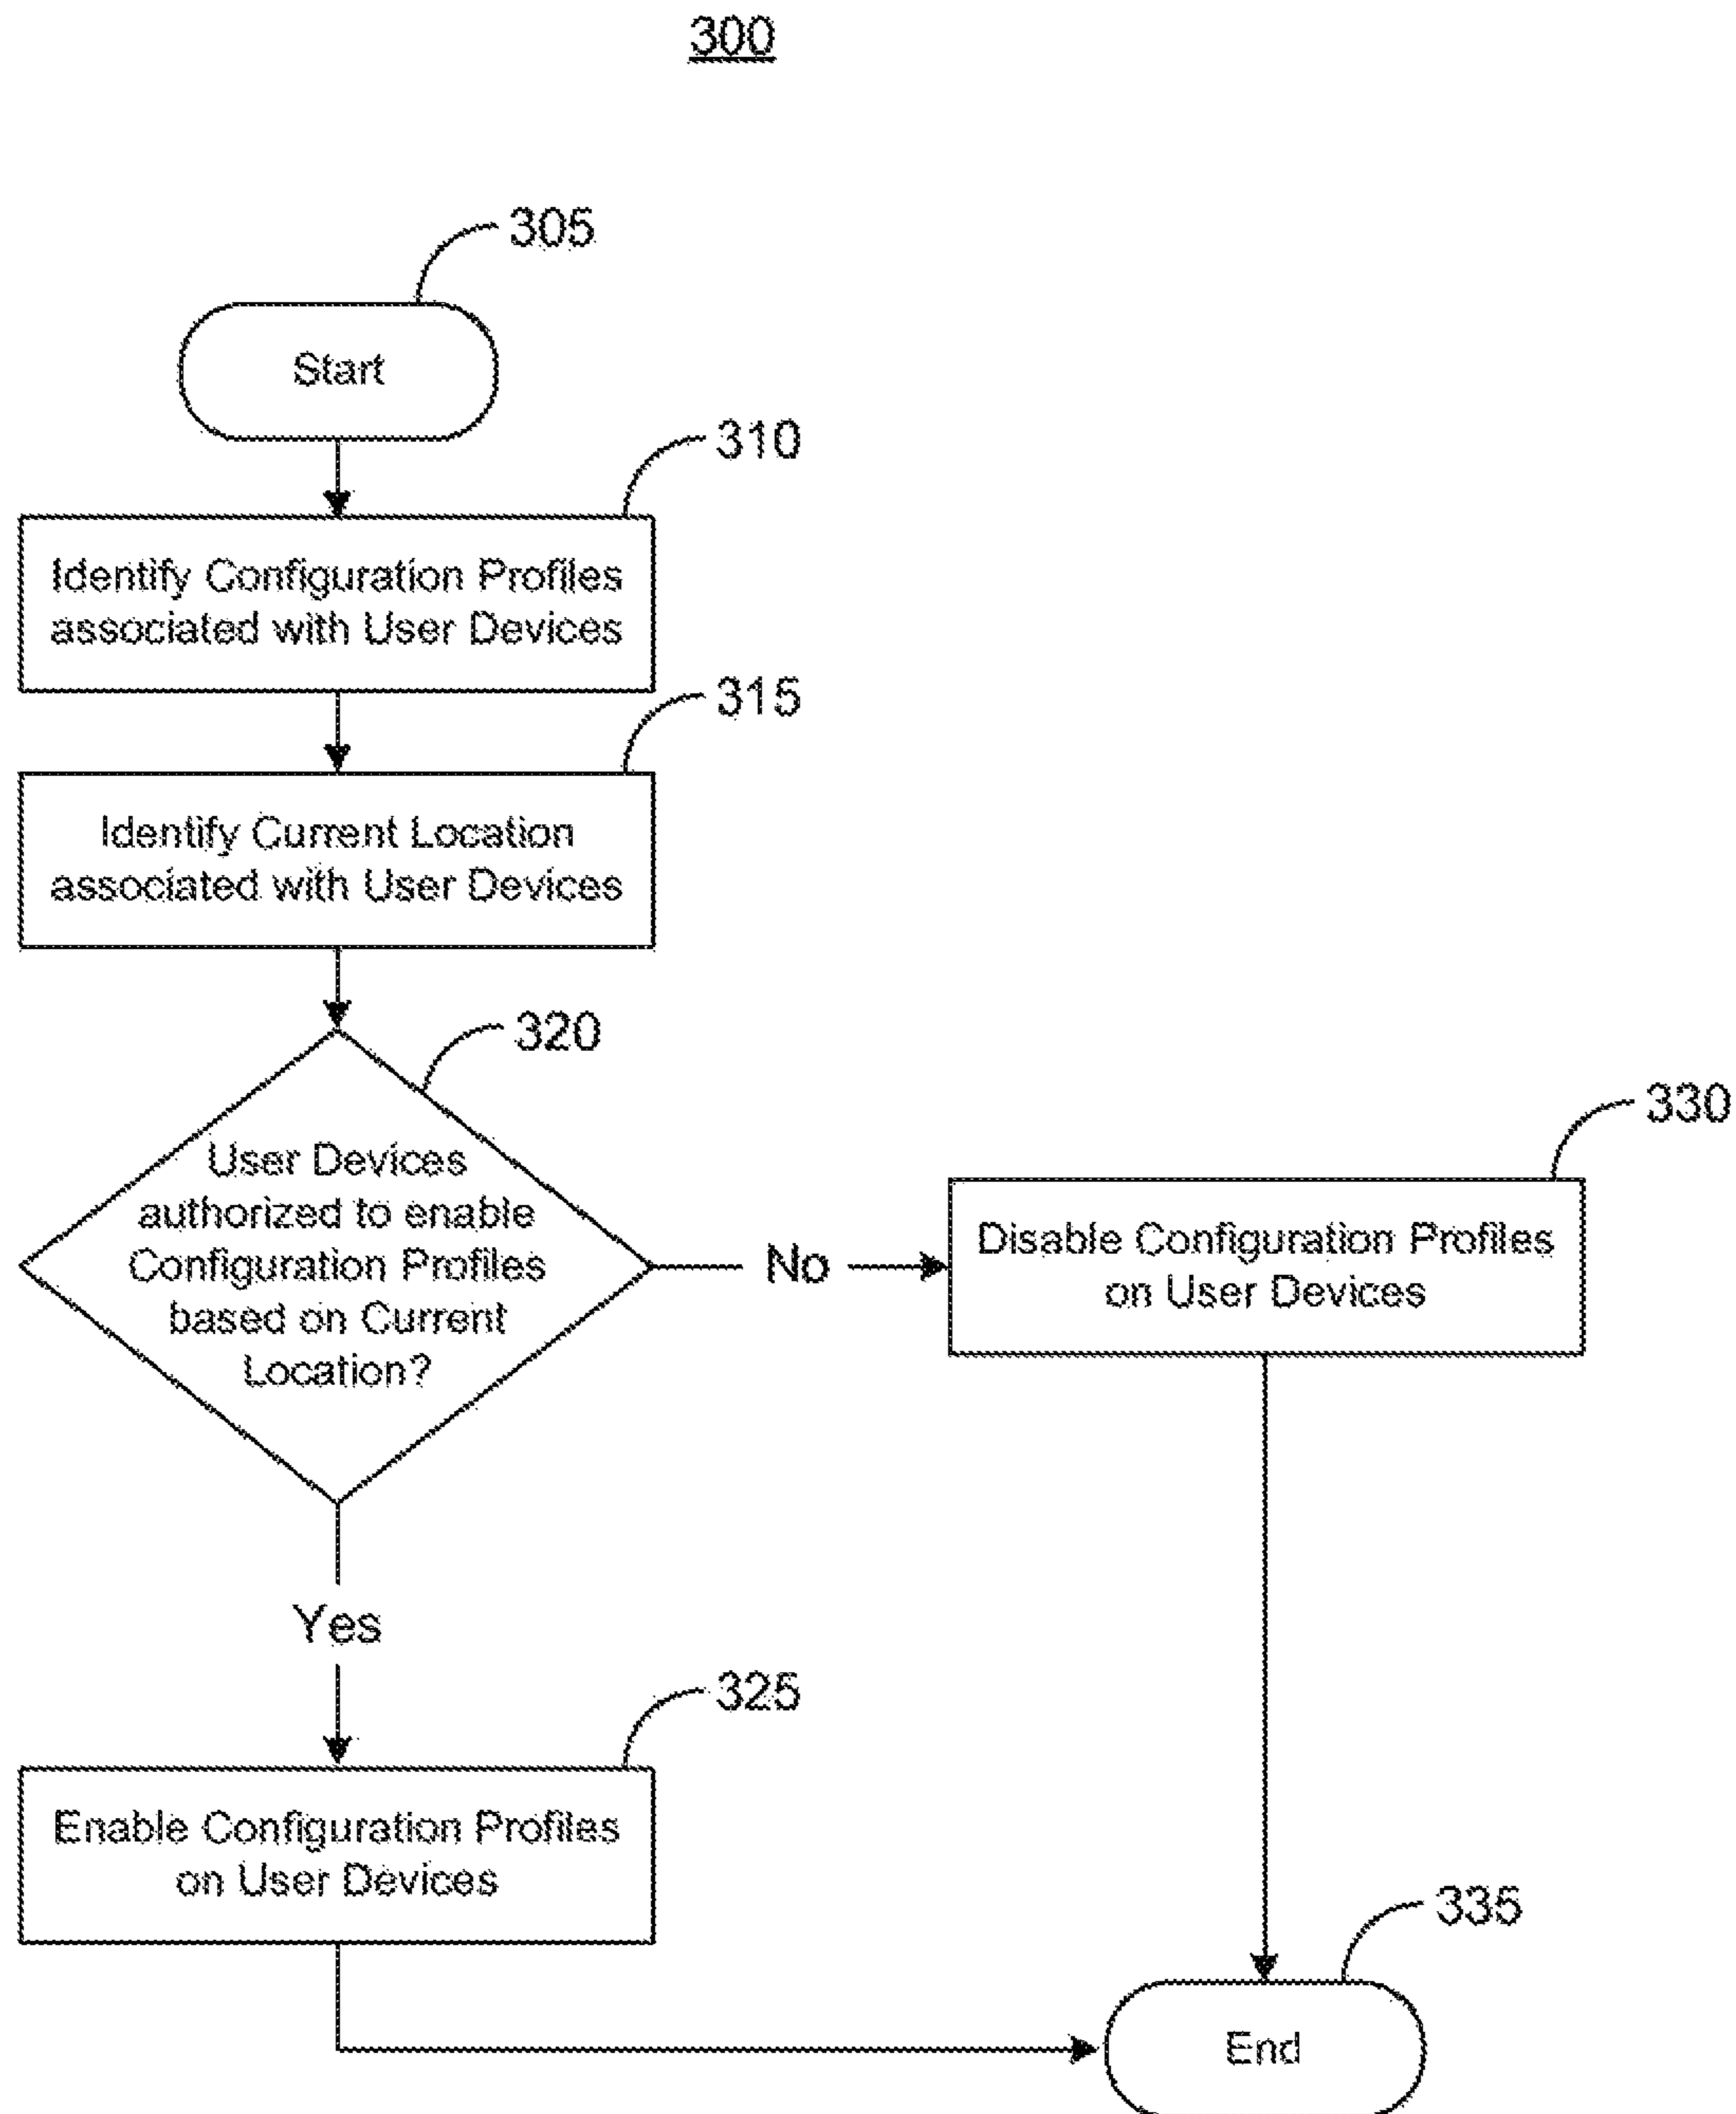 300
305
Start
310
Identify Configuration Profiles
associated with User Devices
315
Identify Current Location
associated with User Devices
320
User Devices
authorized to enable
Configuration Profiles
based on Current
Location?
No
330
Disable Configuration Profiles
on User Devices
Yes
325
Enable Configuration Profiles
on User Devices
335
End